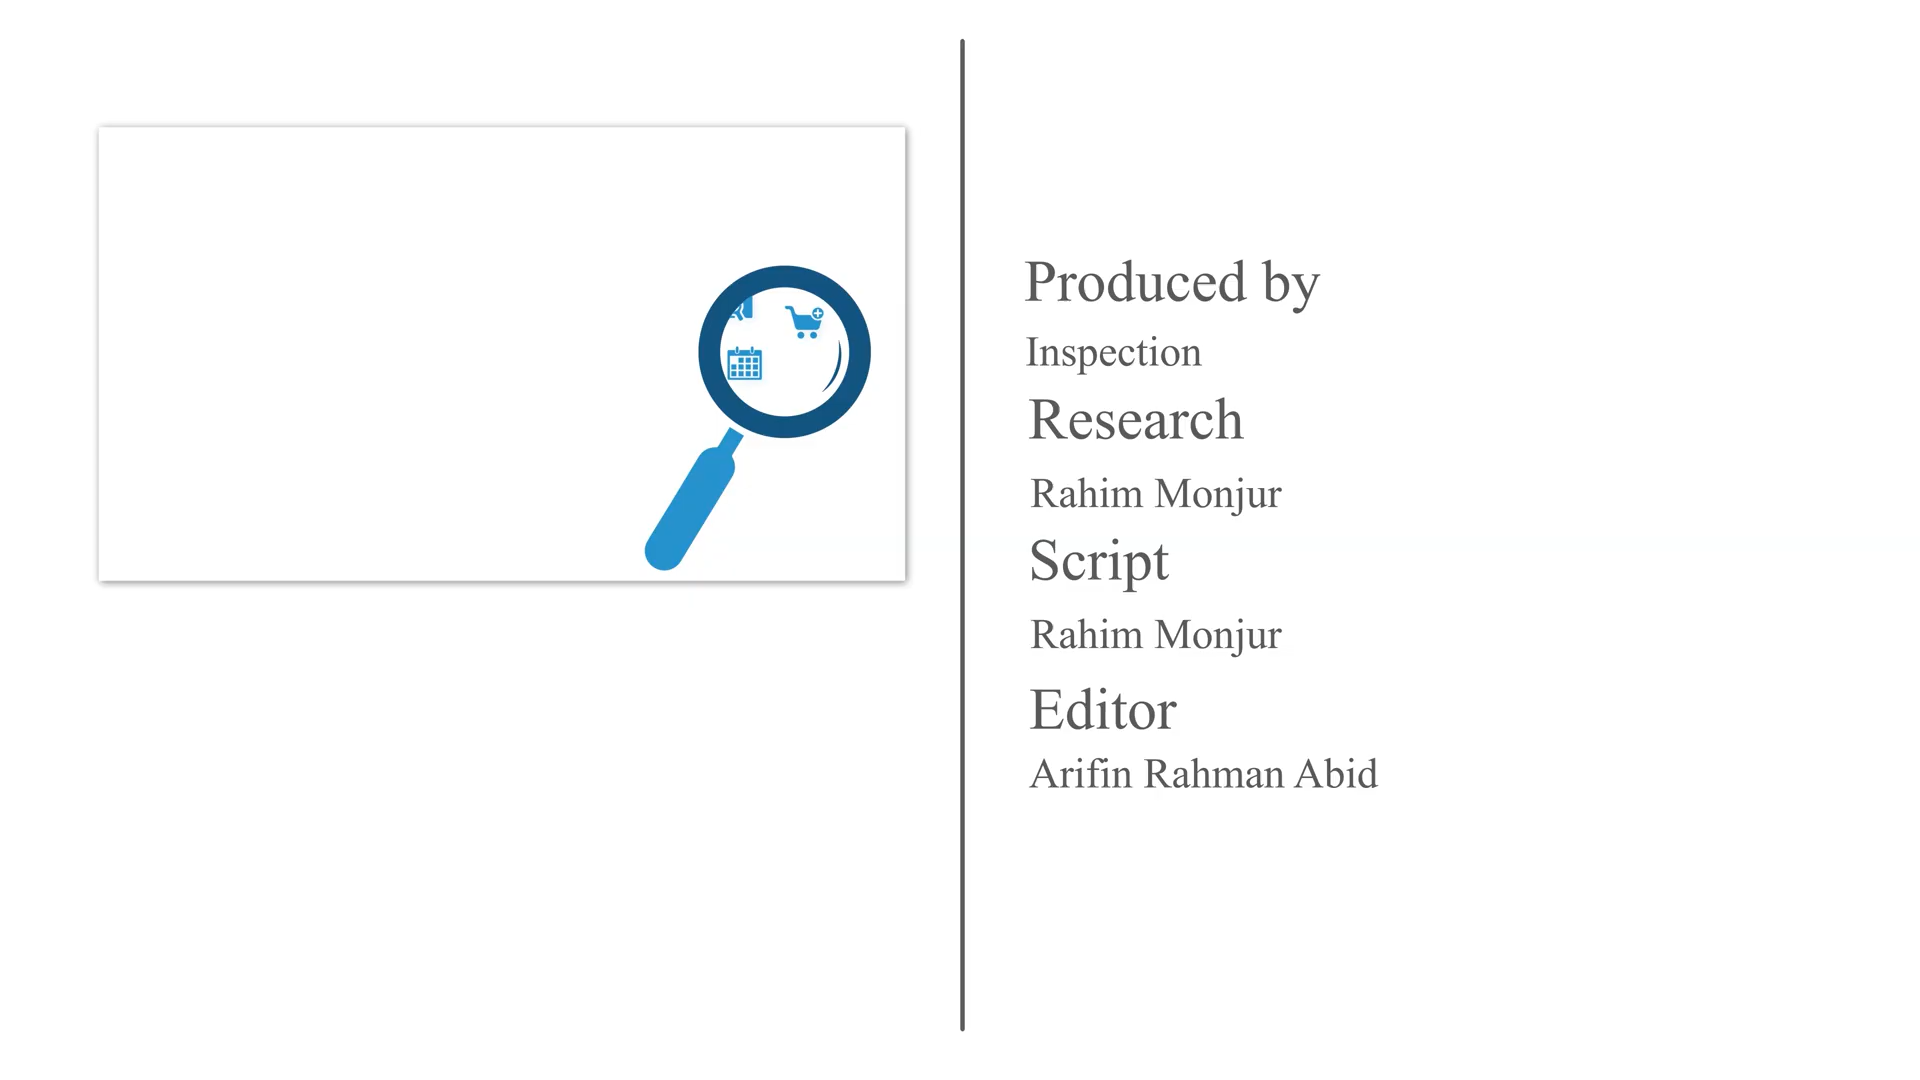 Produced by
Inspection
Research
Rahim Monjur
Script
Rahim Monjur
Editor
Arifin Rahman Abid